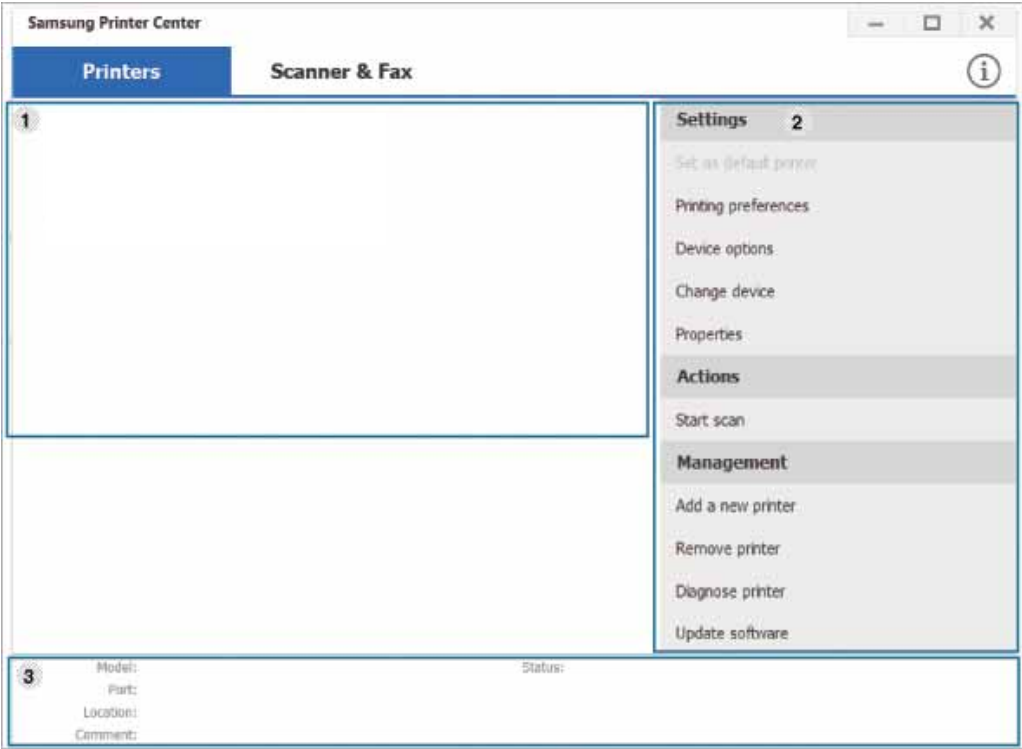 Samsung Printer Center
Printers
Scanner & Fax
i
1
Settings 2
Set as default printer
Printing preferences
Device options
Change device
Properties
Actions
Start scan
Management
Add a new printer
Remove printer
Diagnose printer
Update software
3
Model: Status:
Port:
Location:
Comment: